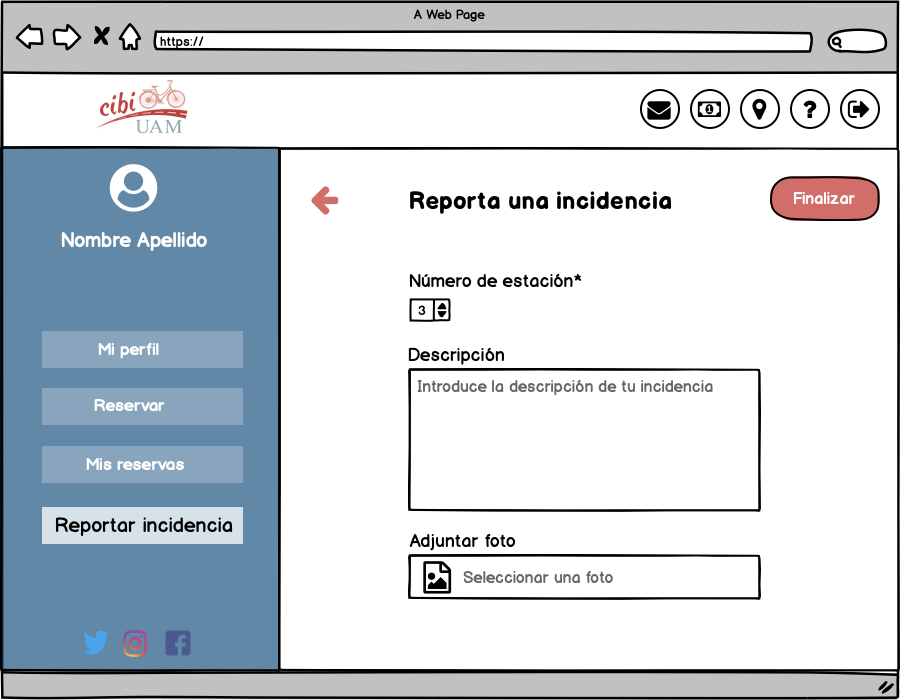 A Web Page
https://
cibi
UAM
1
?
Nombre Apellido
Mi perfil
Reservar
Mis reservas
Reportar incidencia
Reporta una incidencia
Finalizar
Número de estación*
3
Descripción
Introduce la descripción de tu incidencia
Adjuntar foto
Seleccionar una foto